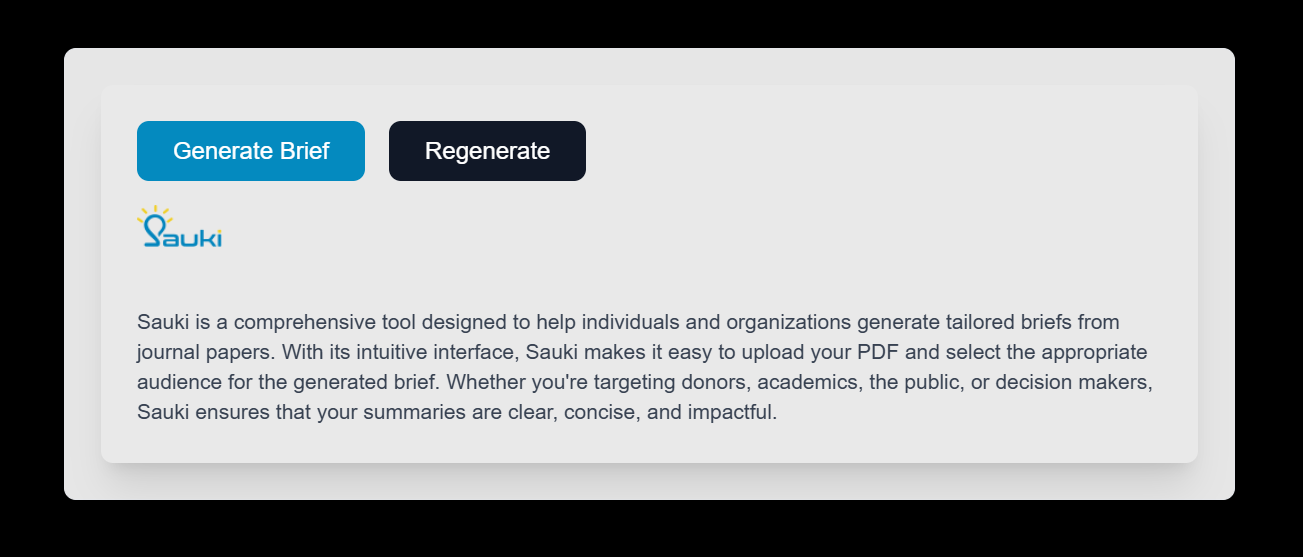 Generate Brief Regenerate
Sauki
Sauki is a comprehensive tool designed to help individuals and organizations generate tailored briefs from
journal papers. With its intuitive interface, Sauki makes it easy to upload your PDF and select the appropriate
audience for the generated brief. Whether you're targeting donors, academics, the public, or decision makers,
Sauki ensures that your summaries are clear, concise, and impactful.